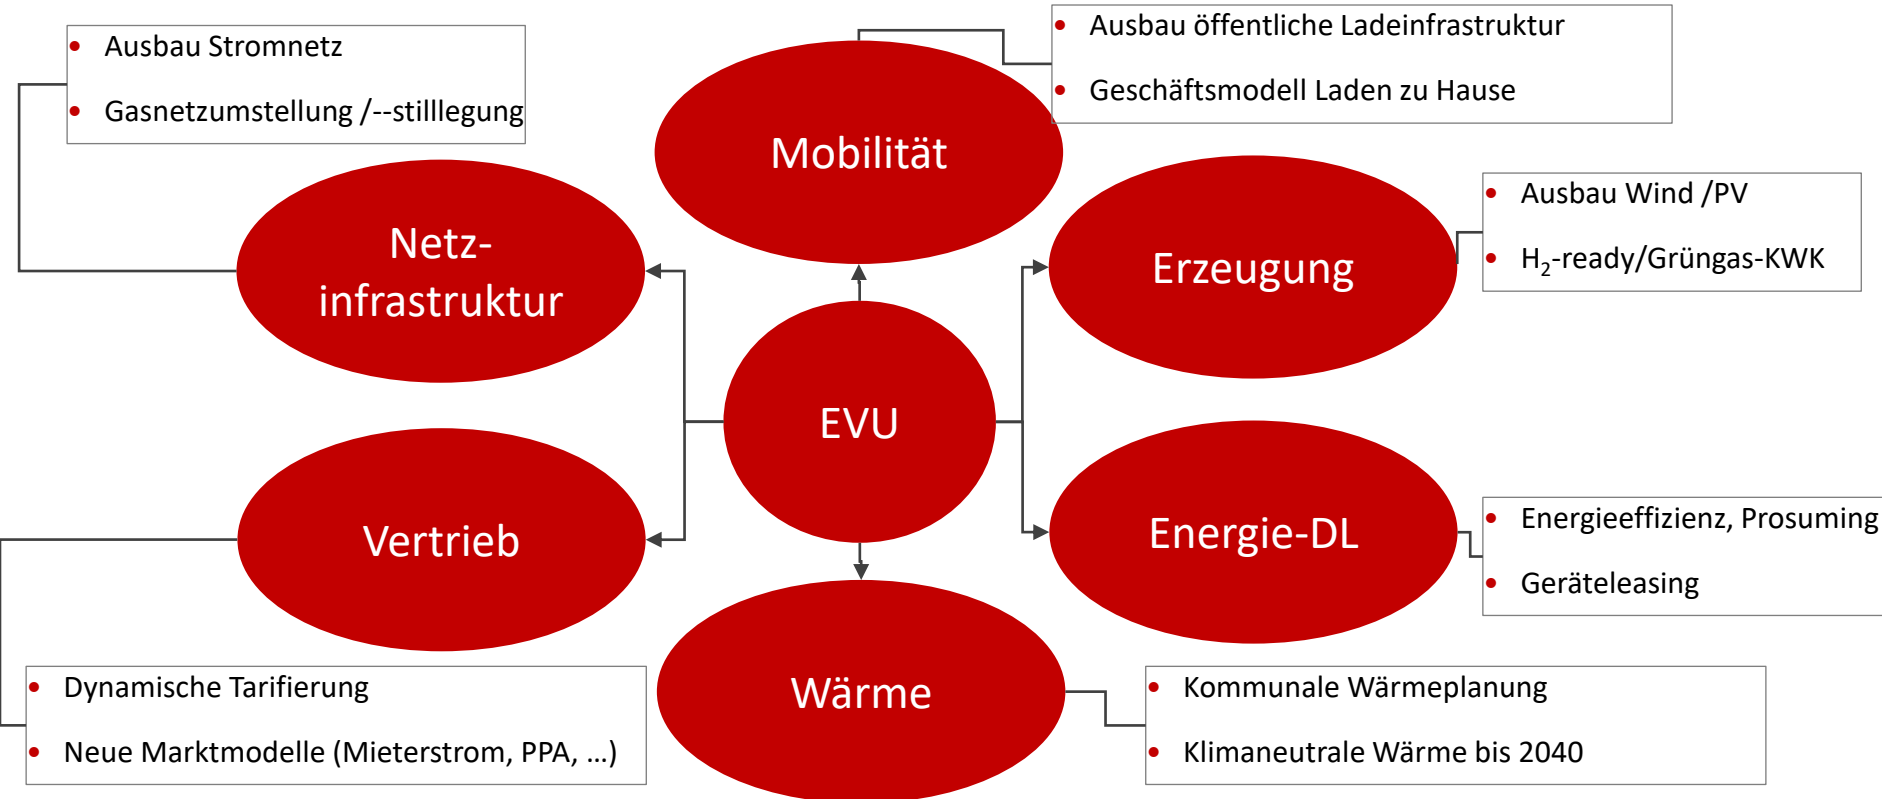 Ausbau Stromnetz
Gasnetzumstellung /--stilllegung
Ausbau öffentliche Ladeinfrastruktur
Geschäftsmodell Laden zu Hause
Mobilität
Netz-
infrastruktur
Erzeugung
Ausbau Wind /PV
H₂-ready/Grüngas-KWK
EVU
Vertrieb
Energie-DL
Energieeffizienz, Prosuming
Geräteleasing
Wärme
Dynamische Tarifierung
Neue Marktmodelle (Mieterstrom, PPA, ...)
Kommunale Wärmeplanung
Klimaneutrale Wärme bis 2040